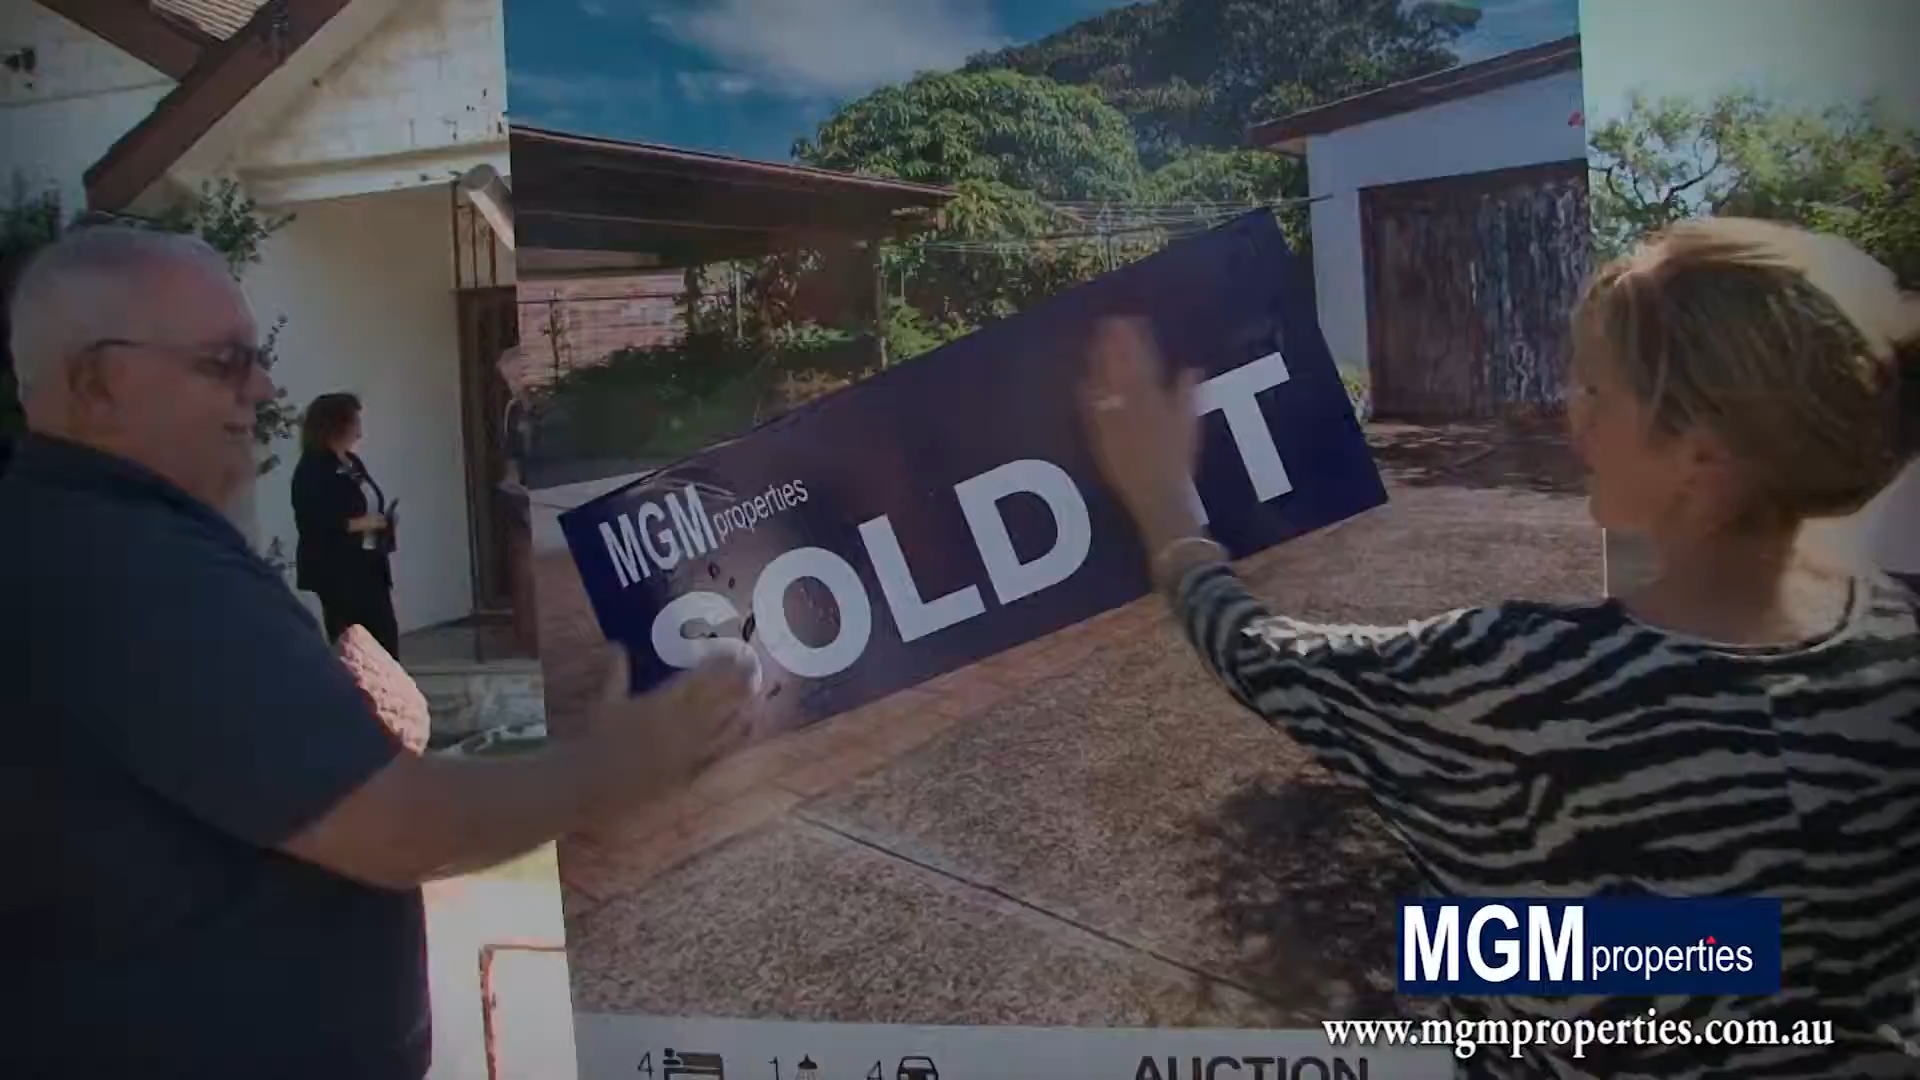 MGM properties
SOLD T
4 1 4 AUCTION
MGM properties
www.mgmproperties.com.au